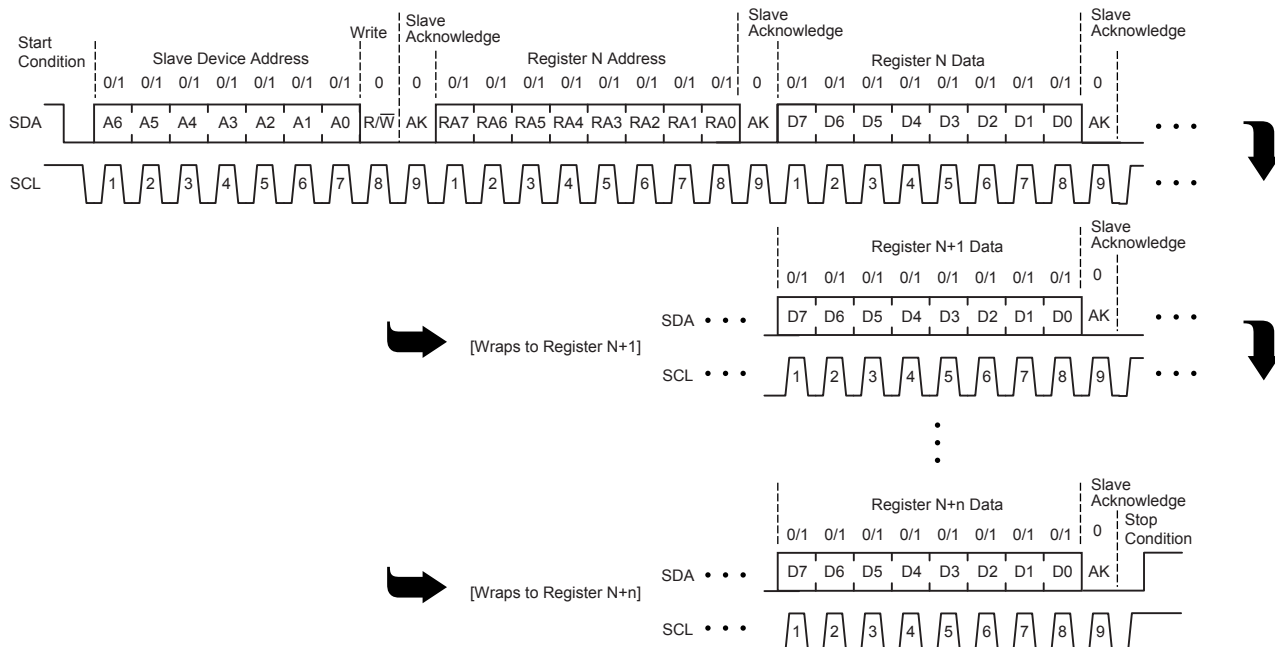 Start
Condition
Slave Device Address
Write
Slave
Acknowledge
Register N Address
Slave
Acknowledge
Register N Data
Slave
Acknowledge
0/1 0/1 0/1 0/1 0/1 0/1 0/1 0 0 0/1 0/1 0/1 0/1 0/1 0/1 0/1 0/1 0 0/1 0/1 0/1 0/1 0/1 0/1 0/1 0/1 0
SDA A6 A5 A4 A3 A2 A1 A0 R/W̅ AK RA7 RA6 RA5 RA4 RA3 RA2 RA1 RA0 AK D7 D6 D5 D4 D3 D2 D1 D0 AK • • •
SCL 1 2 3 4 5 6 7 8 9 1 2 3 4 5 6 7 8 9 1 2 3 4 5 6 7 8 9 • • •
Register N+1 Data
Slave
Acknowledge
0/1 0/1 0/1 0/1 0/1 0/1 0/1 0/1 0
SDA • • • D7 D6 D5 D4 D3 D2 D1 D0 AK • • •
[Wraps to Register N+1]
SCL • • • 1 2 3 4 5 6 7 8 9 • • •
Register N+n Data
Slave
Acknowledge
Stop
Condition
0/1 0/1 0/1 0/1 0/1 0/1 0/1 0/1 0
SDA • • • D7 D6 D5 D4 D3 D2 D1 D0 AK
[Wraps to Register N+n]
SCL • • • 1 2 3 4 5 6 7 8 9